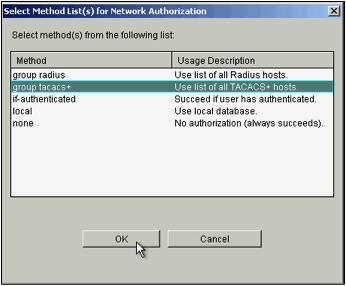 Select Method List(s) for Network Authorization
Select method(s) from the following list:
Method Usage Description
group radius Use list of all Radius hosts.
group tacacs+ Use list of all TACACS+ hosts.
if-authenticated Succeed if user has authenticated.
local Use local database.
none No authorization (always succeeds).
OK Cancel